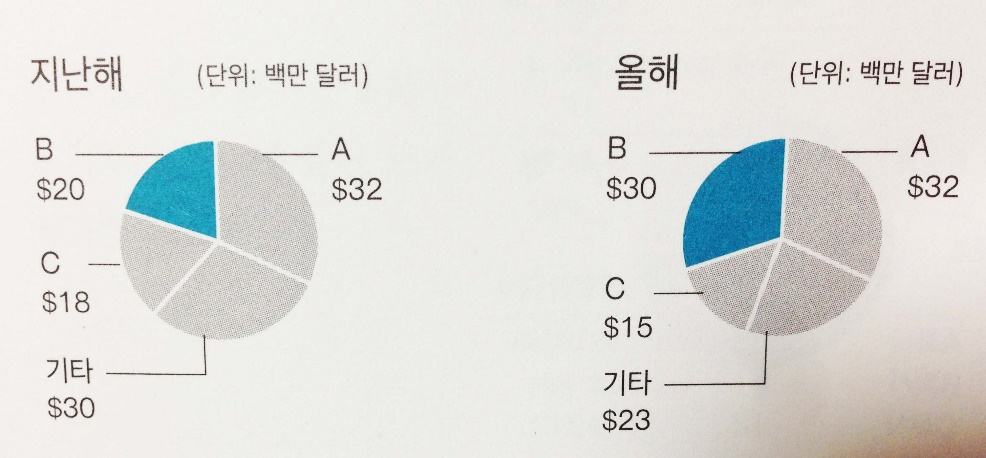 지난해 (단위: 백만 달러)
B
$20
A
$32
C
$18
기타
$30
올해 (단위: 백만 달러)
B
$30
A
$32
C
$15
기타
$23